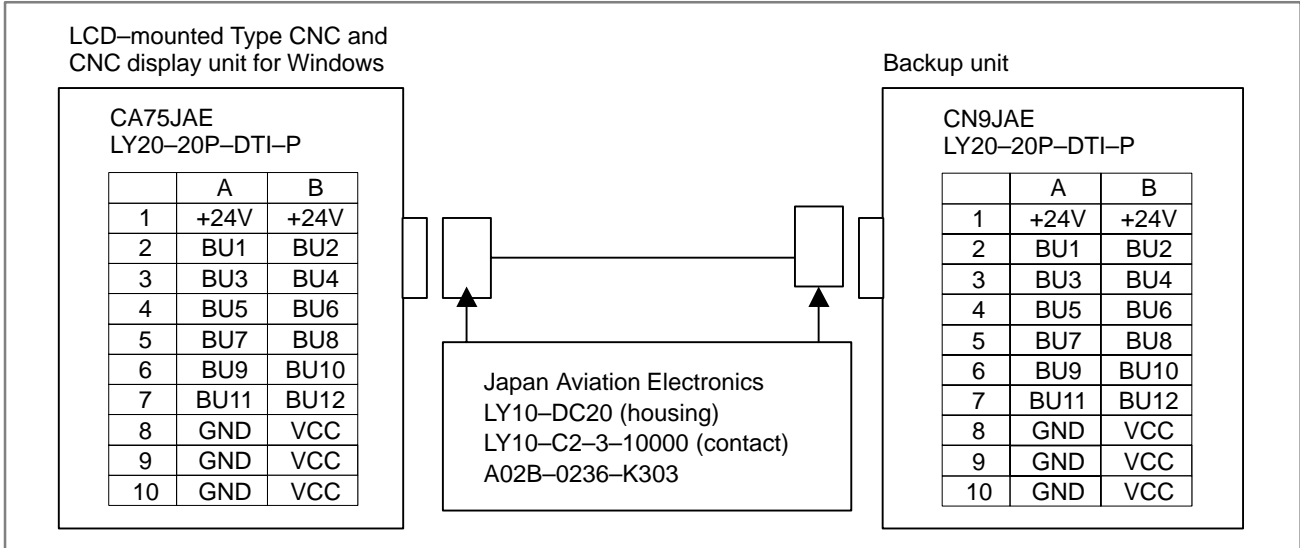 LCD–mounted Type CNC and
CNC display unit for Windows
CA75JAE
LY20–20P–DTI–P
A B
1 +24V +24V
2 BU1 BU2
3 BU3 BU4
4 BU5 BU6
5 BU7 BU8
6 BU9 BU10
7 BU11 BU12
8 GND VCC
9 GND VCC
10 GND VCC
Japan Aviation Electronics
LY10–DC20 (housing)
LY10–C2–3–10000 (contact)
A02B–0236–K303
Backup unit
CN9JAE
LY20–20P–DTI–P
A B
1 +24V +24V
2 BU1 BU2
3 BU3 BU4
4 BU5 BU6
5 BU7 BU8
6 BU9 BU10
7 BU11 BU12
8 GND VCC
9 GND VCC
10 GND VCC